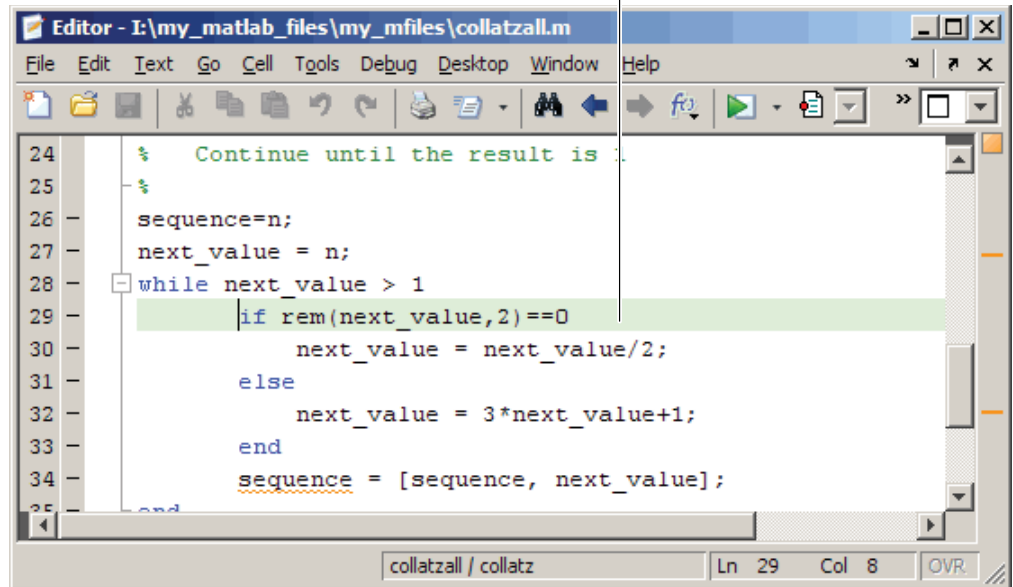 Editor - I:\my_matlab_files\my_mfiles\collatzall.m
File Edit Text Go Cell Tools Debug Desktop Window Help
24 % Continue until the result is 1
25 %
26 - sequence=n;
27 - next_value = n;
28 - while next_value > 1
29 - if rem(next_value,2)==0
30 - next_value = next_value/2;
31 - else
32 - next_value = 3*next_value+1;
33 - end
34 - sequence = [sequence, next_value];
35 - end
collatzall / collatz Ln 29 Col 8 OVR